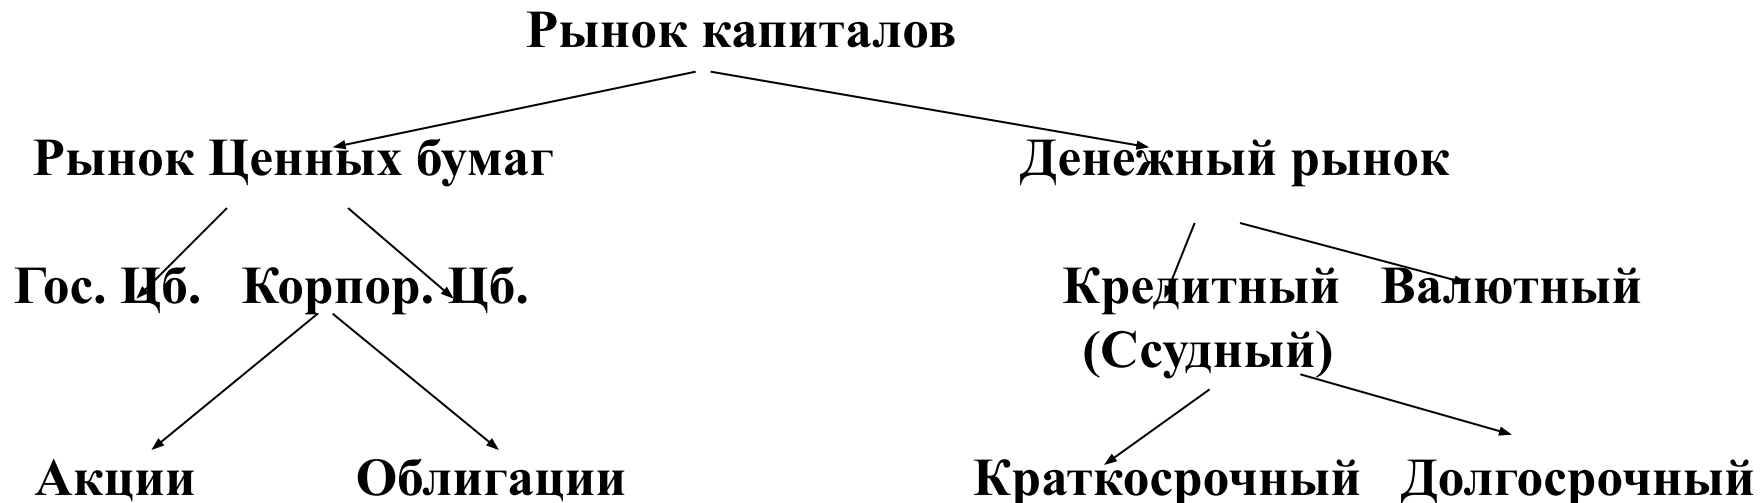 Рынок капиталов
Рынок Ценных бумаг Денежный рынок
Гос. Цб. Корпор. Цб. Кредитный Валютный
(Ссудный)
Акции Облигации Краткосрочный Долгосрочный